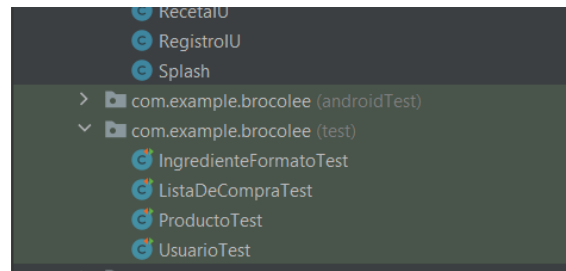 RecetaIU
RegistroIU
Splash
com.example.brocolee (androidTest)
com.example.brocolee (test)
IngredienteFormatoTest
ListaDeCompraTest
ProductoTest
UsuarioTest